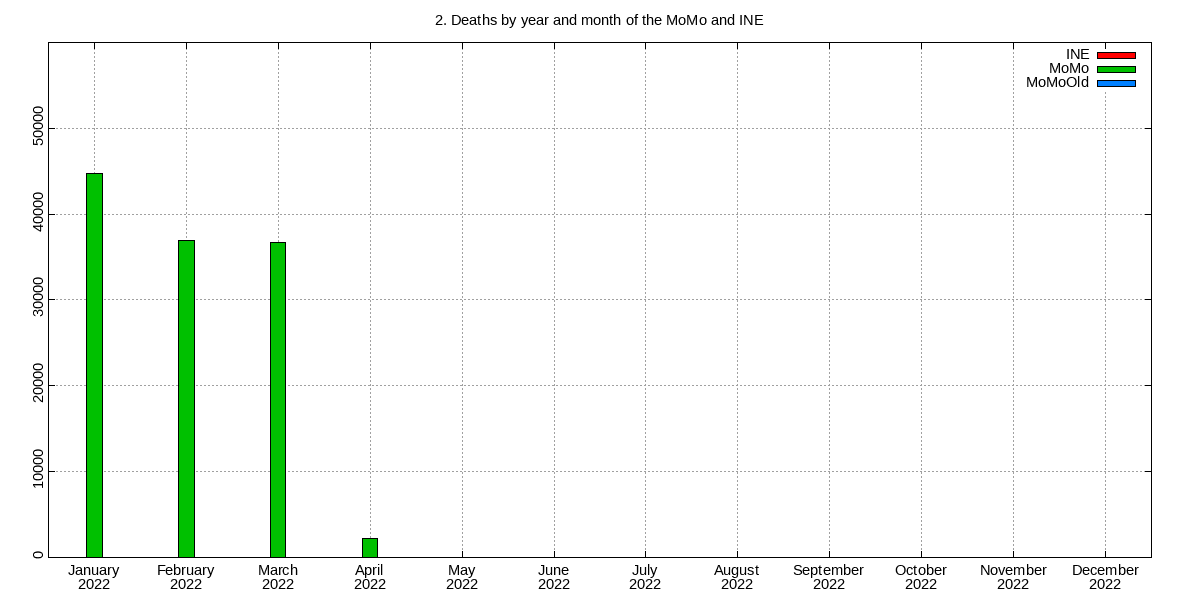 2. Deaths by year and month of the MoMo and INE
INE
MoMo
MoMoOld
50000
40000
30000
20000
10000
0
January February March April May June July August September October November December
2022 2022 2022 2022 2022 2022 2022 2022 2022 2022 2022 2022